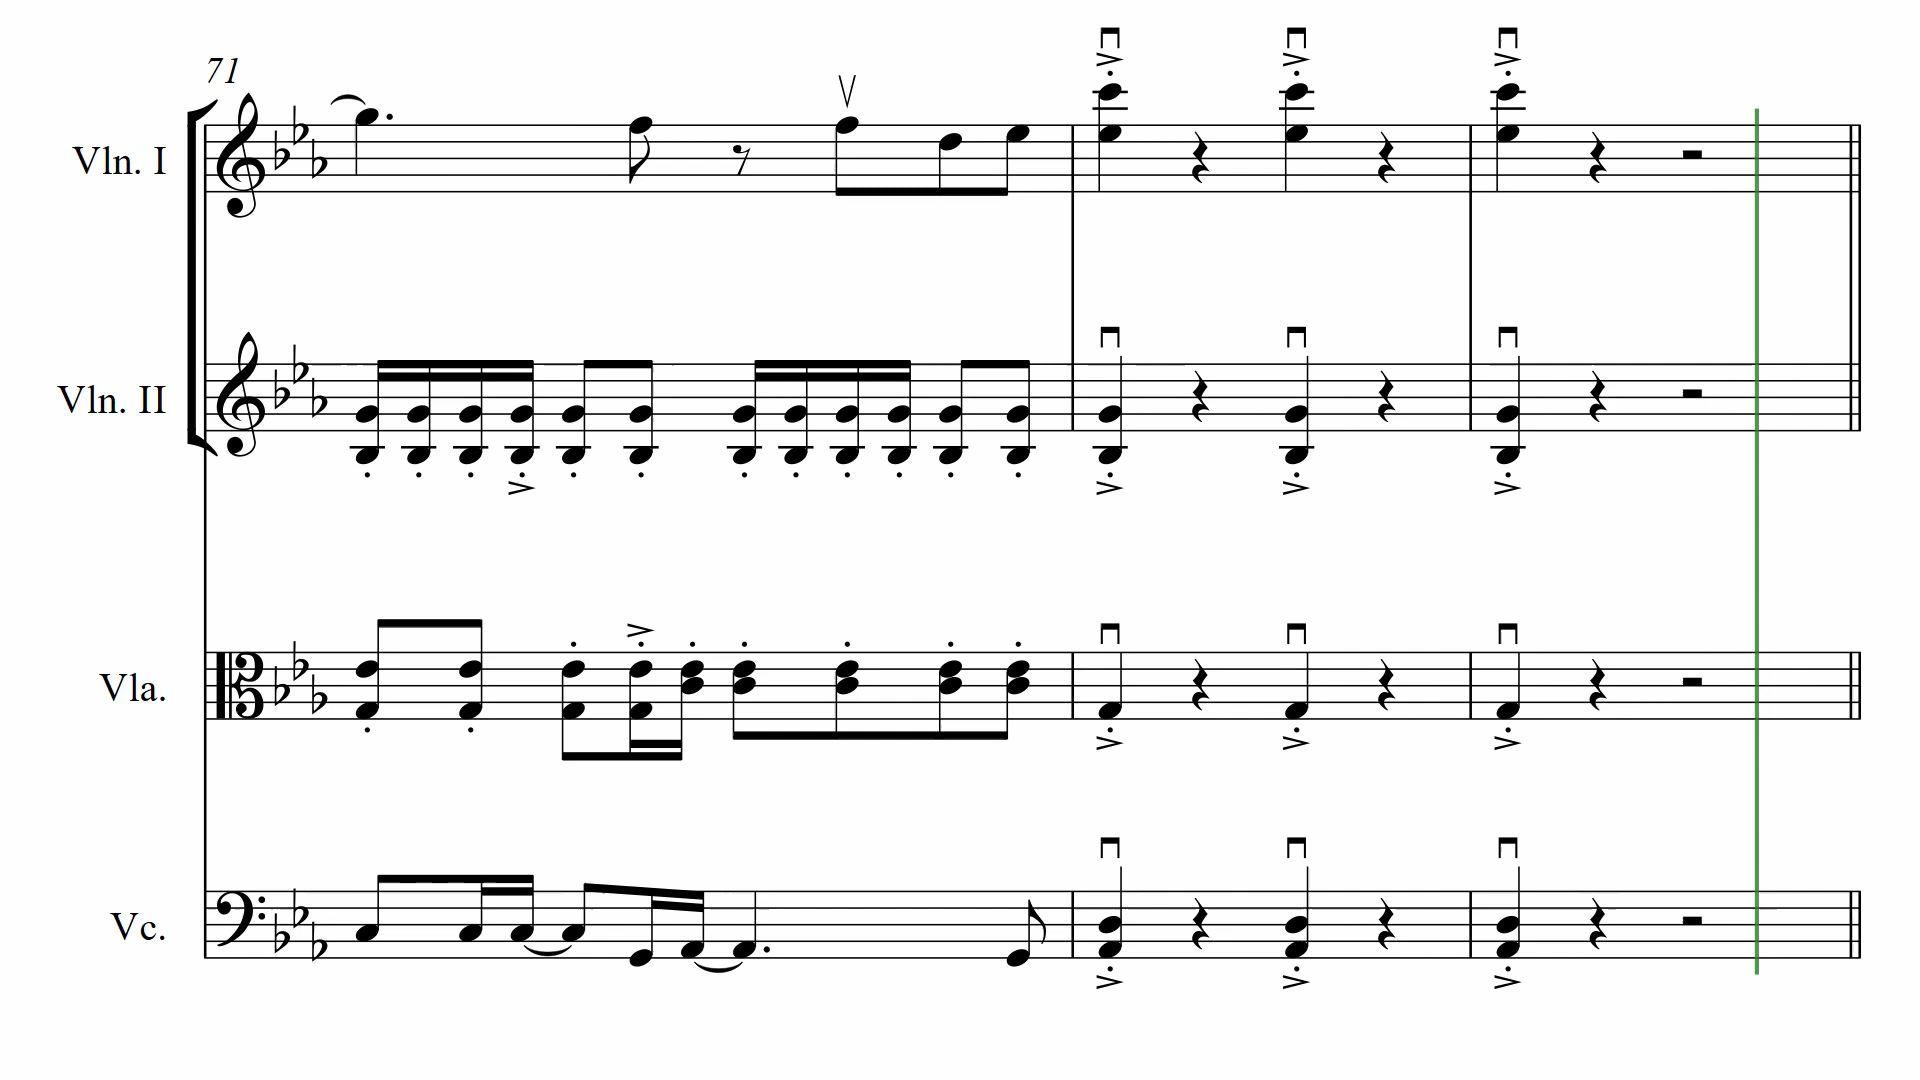 71
Vln. I
Vln. II
Vla.
Vc.